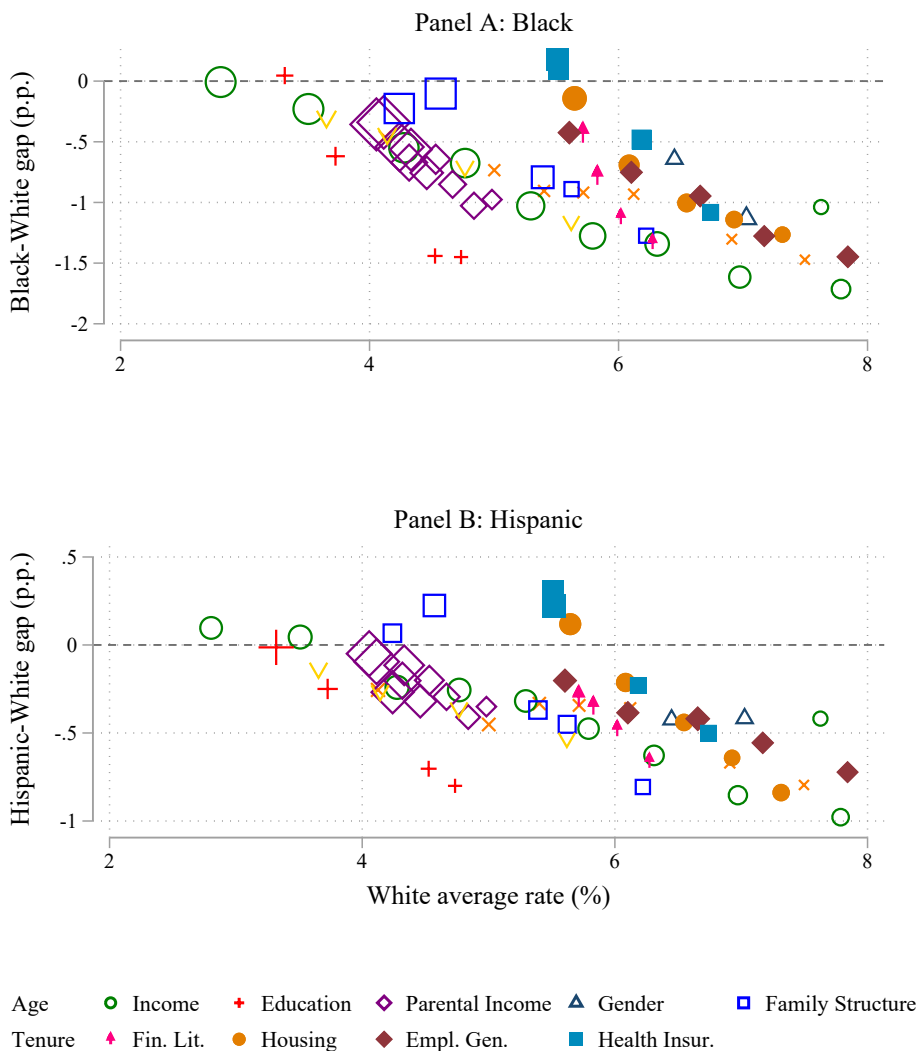 Panel A: Black
Black-White gap (p.p.)
0
-.5
-1
-1.5
-2
2 4 6 8
Panel B: Hispanic
Hispanic-White gap (p.p.)
.5
0
-.5
-1
2 4 6 8
White average rate (%)
Age Income Education Parental Income Gender Family Structure
Tenure Fin. Lit. Housing Empl. Gen. Health Insur.